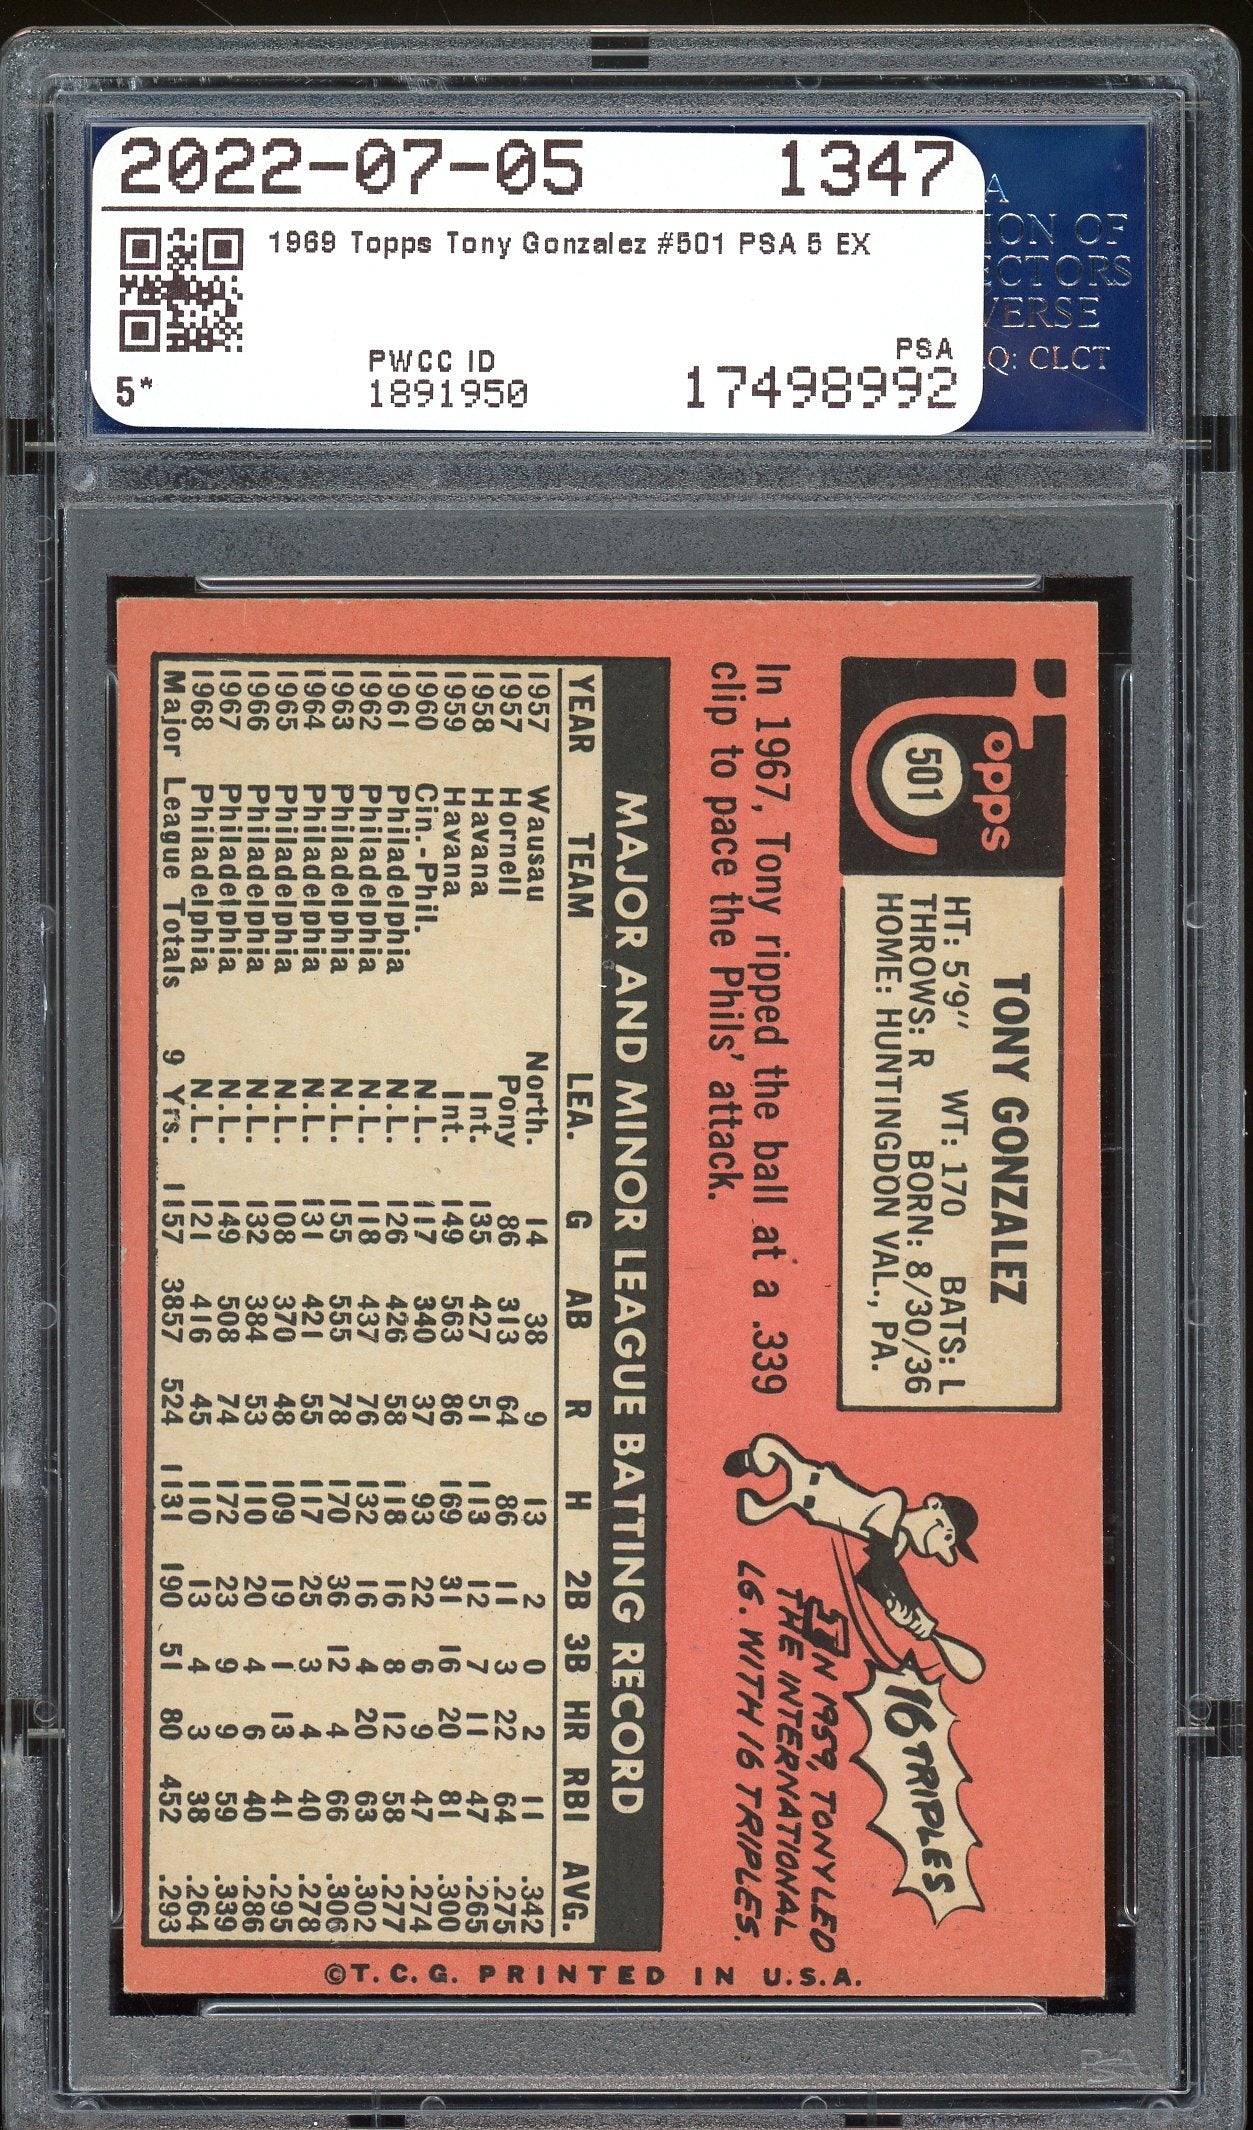 2022-07-05 1347
1969 Topps Tony Gonzalez #501 PSA 5 EX
PWCC ID
PSA
5*
1891950
17498992
A
ION OF
ECTORS
VERSE
Q: CLCT
Topps
501
TONY GONZALEZ
HT: 5'9" WT: 170 BATS: L
THROWS: R BORN: 8/30/36
HOME: HUNTINGDON VAL., PA.
In 1967, Tony ripped the ball at a .339
clip to pace the Phils' attack.
16 TRIPLES
IN 1959, TONY LED
THE INTERNATIONAL
LG. WITH 16 TRIPLES.
MAJOR AND MINOR LEAGUE BATTING RECORD
YEAR TEAM LEA. G AB R H 2B 3B HR RBI AVG.
1957 Wausau North. 14 38 9 13 2 0 2 11 .342
1957 Hornell Pony 86 313 64 86 11 3 22 64 .275
1958 Havana Int. 135 427 51 113 12 7 11 47 .265
1959 Havana Int. 149 563 86 169 31 16 20 81 .300
1960 Cin.-Phil. N.L. 117 340 37 93 22 6 9 47 .274
1961 Philadelphia N.L. 126 426 58 118 16 8 12 58 .277
1962 Philadelphia N.L. 118 437 76 132 16 4 20 63 .302
1963 Philadelphia N.L. 155 555 78 170 36 12 4 66 .306
1964 Philadelphia N.L. 131 421 55 117 25 3 4 40 .278
1965 Philadelphia N.L. 108 370 48 109 19 1 13 41 .295
1966 Philadelphia N.L. 132 384 53 110 20 4 6 40 .286
1967 Philadelphia N.L. 149 508 74 172 23 9 9 59 .339
1968 Philadelphia N.L. 121 416 45 110 13 4 3 38 .264
Major League Totals 9 Yrs. 1157 3857 524 1131 190 51 80 452 .293
©T.C.G. PRINTED IN U.S.A.
PSA